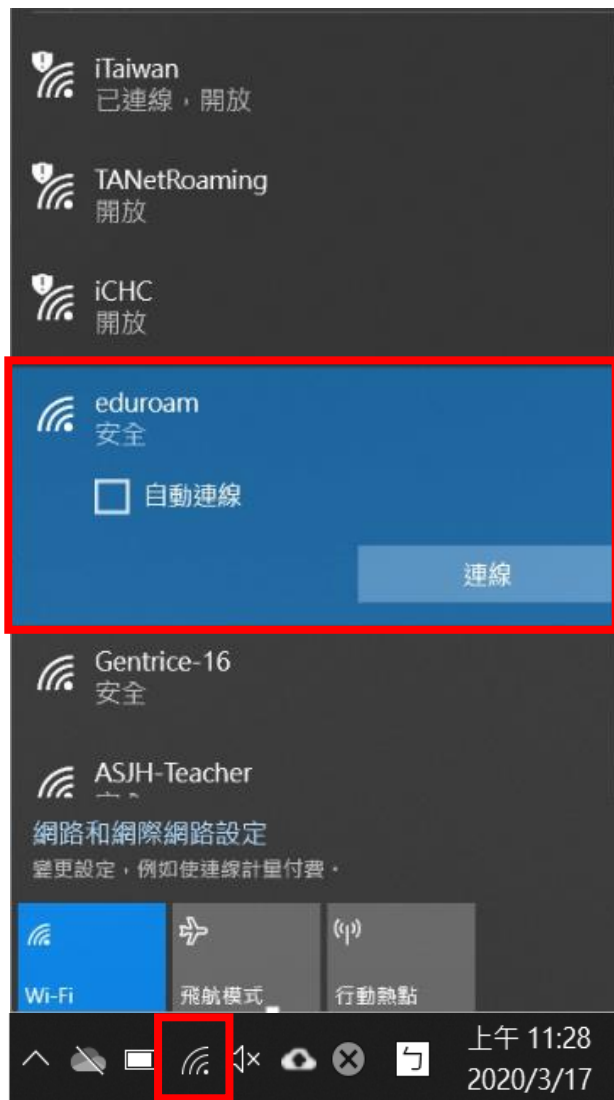 iTaiwan
已連線，開放
TANetRoaming
開放
iCHC
開放
eduroam
安全
自動連線
連線
Gentrice-16
安全
ASJH-Teacher
網路和網際網路設定
變更設定，例如使連線計量付費。
Wi-Fi
飛航模式
行動熱點
ㄅ
上午 11:28
2020/3/17